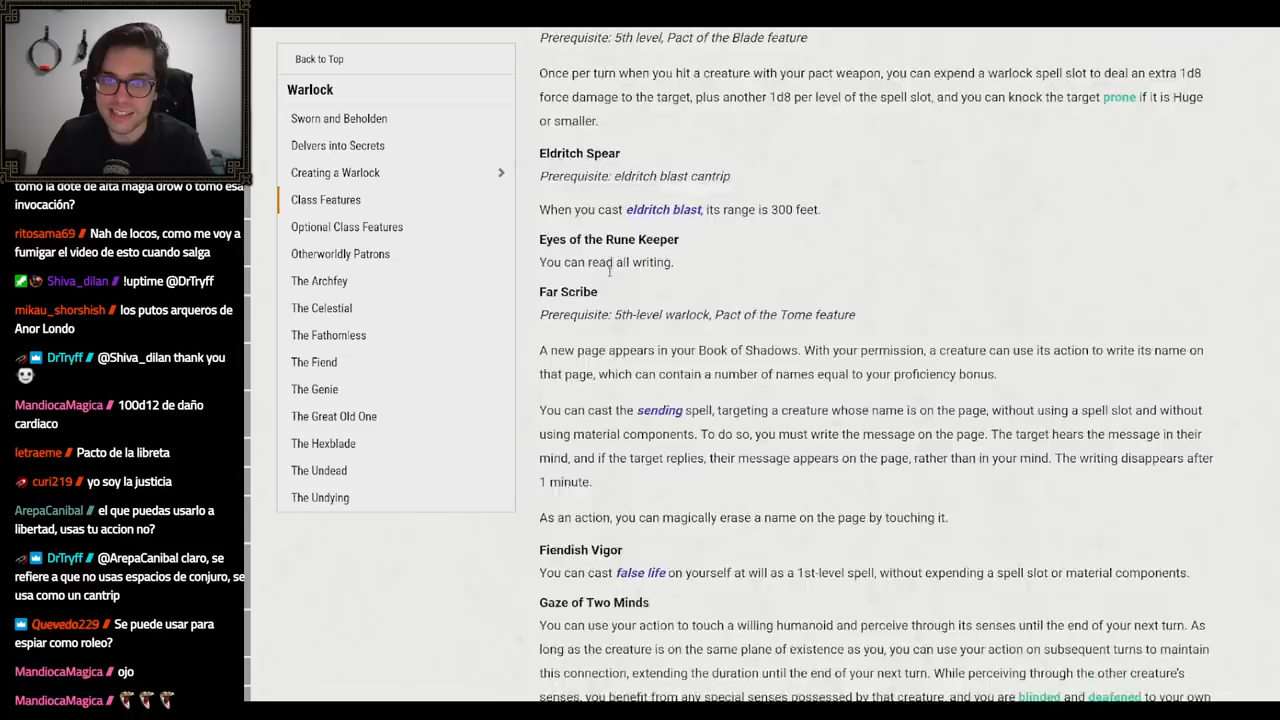 tomo la dote de alta magia drow o tomo esa
invocación?
ritosama69 // Nah de locos, como me voy a
fumigar el video de esto cuando salga
Shiva_dilan // !uptime @DrTryff
mikau_shorshish // los putos arqueros de
Anor Londo
DrTryff // @Shiva_dilan thank you
MandiocaMagica // 100d12 de daño
cardiaco
letraeme // Pacto de la libreta
curi219 // yo soy la justicia
ArepaCanibal // el que puedas usarlo a
libertad, usas tu accion no?
DrTryff // @ArepaCanibal claro, se
refiere a que no usas espacios de conjuro, se
usa como un cantrip
Quevedo229 // Se puede usar para
espiar como roleo?
MandiocaMagica // ojo
MandiocaMagica //
Back to Top
Warlock
Sworn and Beholden
Delvers into Secrets
Creating a Warlock
Class Features
Optional Class Features
Otherworldly Patrons
The Archfey
The Celestial
The Fathomless
The Fiend
The Genie
The Great Old One
The Hexblade
The Undead
The Undying
Prerequisite: 5th level, Pact of the Blade feature
Once per turn when you hit a creature with your pact weapon, you can expend a warlock spell slot to deal an extra 1d8
force damage to the target, plus another 1d8 per level of the spell slot, and you can knock the target prone if it is Huge
or smaller.
Eldritch Spear
Prerequisite: eldritch blast cantrip
When you cast eldritch blast, its range is 300 feet.
Eyes of the Rune Keeper
You can read all writing.
Far Scribe
Prerequisite: 5th-level warlock, Pact of the Tome feature
A new page appears in your Book of Shadows. With your permission, a creature can use its action to write its name on
that page, which can contain a number of names equal to your proficiency bonus.
You can cast the sending spell, targeting a creature whose name is on the page, without using a spell slot and without
using material components. To do so, you must write the message on the page. The target hears the message in their
mind, and if the target replies, their message appears on the page, rather than in your mind. The writing disappears after
1 minute.
As an action, you can magically erase a name on the page by touching it.
Fiendish Vigor
You can cast false life on yourself at will as a 1st-level spell, without expending a spell slot or material components.
Gaze of Two Minds
You can use your action to touch a willing humanoid and perceive through its senses until the end of your next turn. As
long as the creature is on the same plane of existence as you, you can use your action on subsequent turns to maintain
this connection, extending the duration until the end of your next turn. While perceiving through the other creature's
senses, you benefit from any special senses possessed by that creature, and you are blinded and deafened to your own